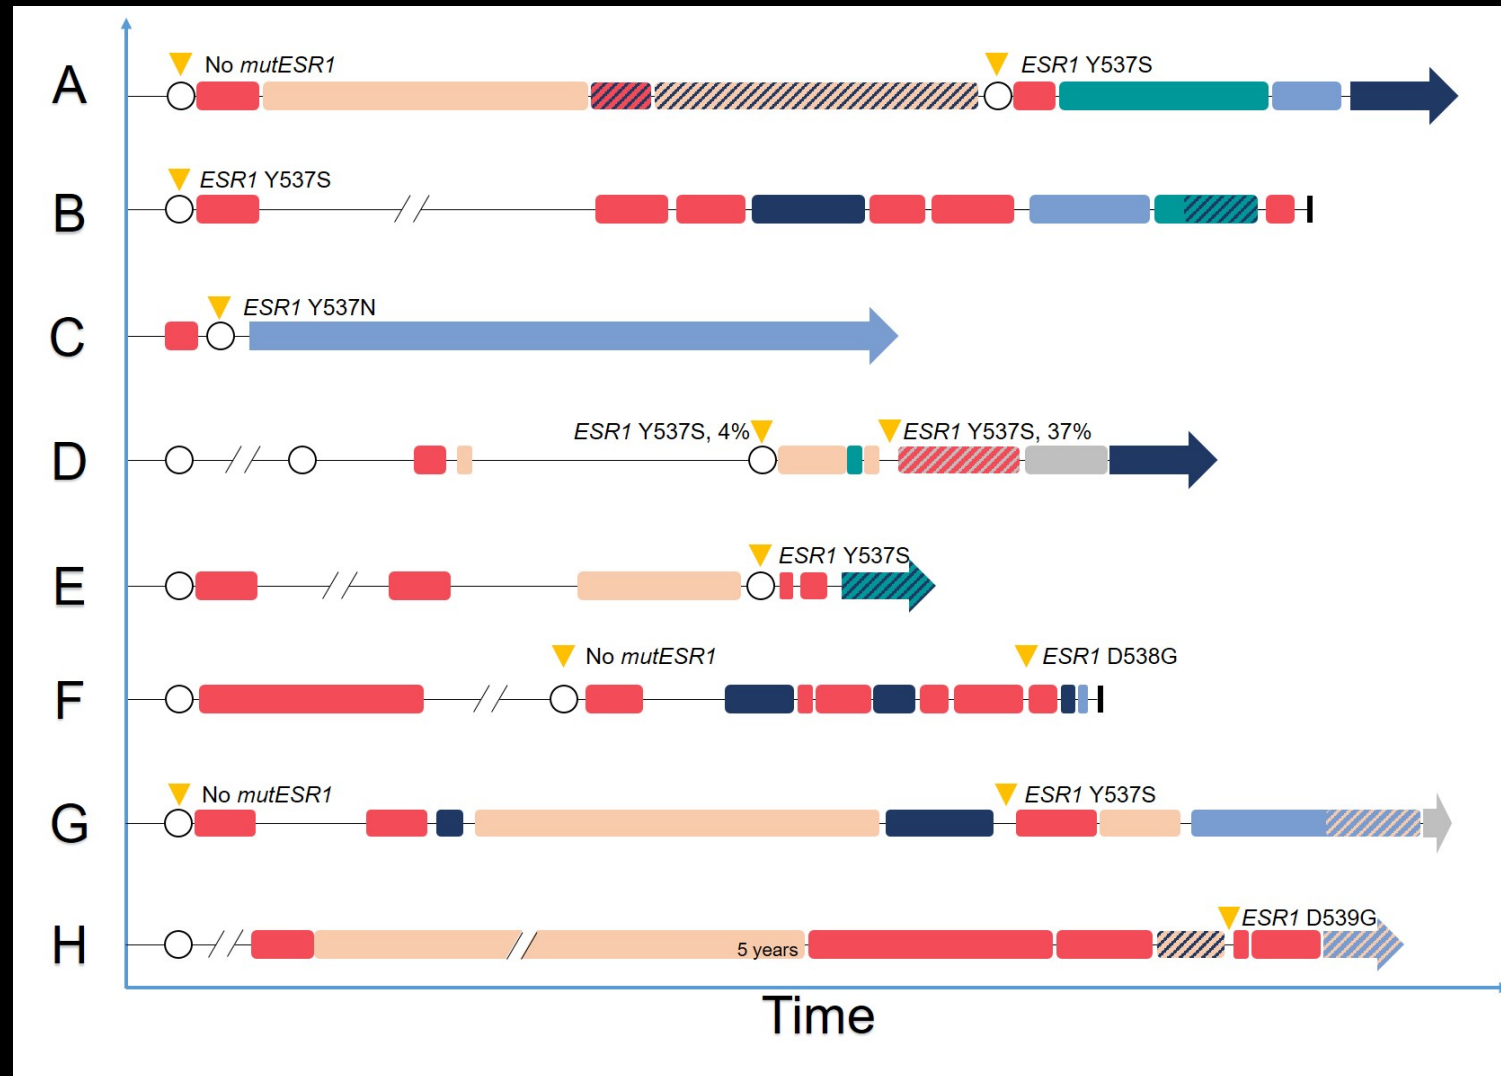 A
No mutESR1
ESR1 Y537S
B
ESR1 Y537S
C
ESR1 Y537N
D
ESR1 Y537S, 4%
ESR1 Y537S, 37%
E
ESR1 Y537S
F
No mutESR1
ESR1 D538G
G
No mutESR1
ESR1 Y537S
H
5 years
ESR1 D539G
Time